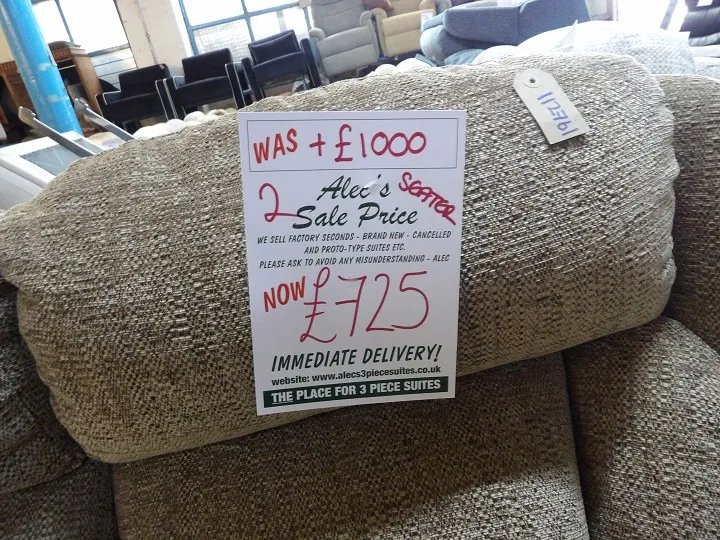 WAS + £1000
2 Alec's SEATER
Sale Price
WE SELL FACTORY SECONDS - BRAND NEW - CANCELLED
AND PROTO-TYPE SUITES ETC.
PLEASE ASK TO AVOID ANY MISUNDERSTANDING - ALEC
NOW £725
IMMEDIATE DELIVERY!
website: www.alecs3piecesuites.co.uk
THE PLACE FOR 3 PIECE SUITES
112761